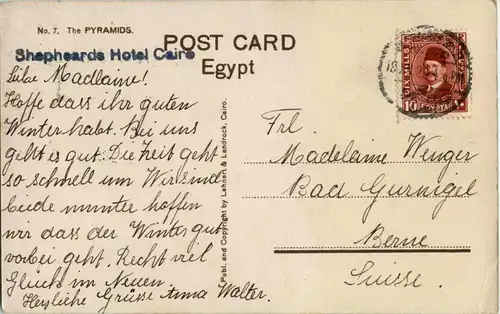 No. 7. The PYRAMIDS.
Shepheards Hotel Cairo
POST CARD
Egypt
Liebe Madlaine!
Hoffe dass ihr guten
Winter habt. Bei uns
geht es gut. Die Zeit geht
so schnell um Wir sind
beide munter hoffen
wir dass der Winter gut
vorbei geht. Recht viel
Glück im Neuen.
Herzliche Grüsse Anna Walter.
Publ. and Copyright by Lehnert & Landrock, Cairo.
POSTES
10
Frl.
Madelaine Wenger
Bad Gurnigel
Berne
Suisse.